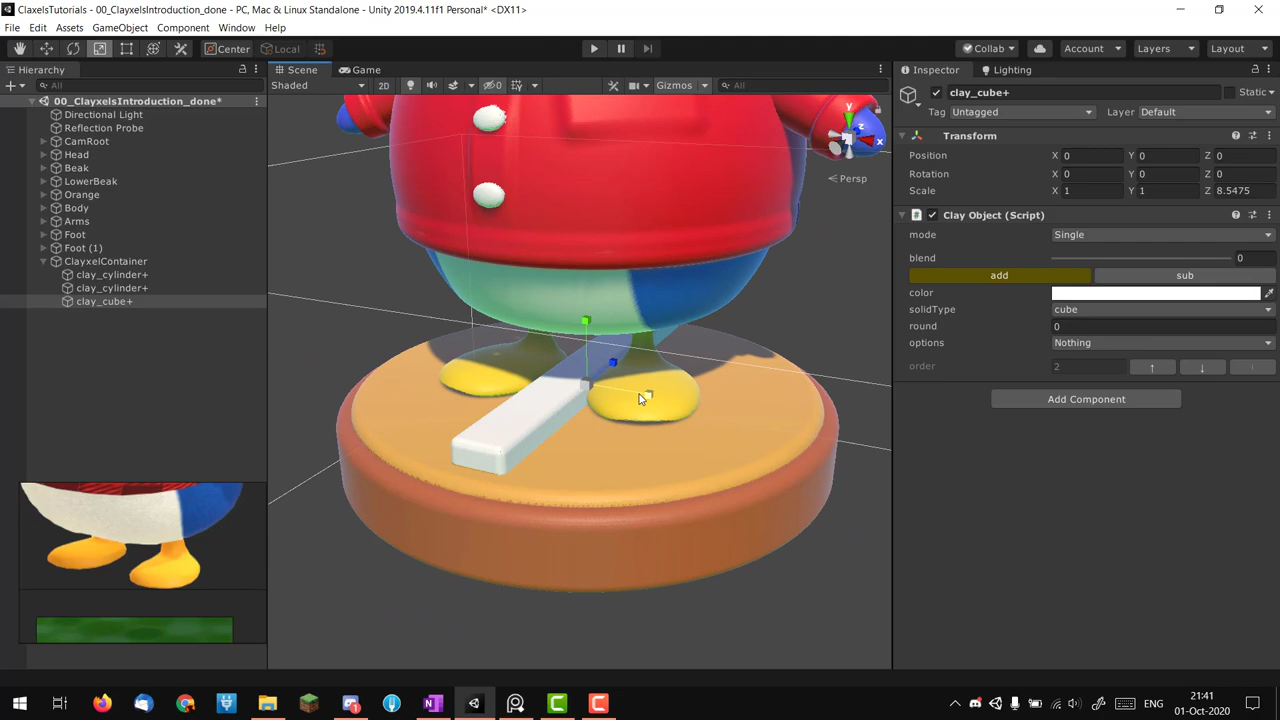 ClaxelsTutorials - 00_ClayxelsIntroduction_done* - PC, Mac & Linux Standalone - Unity 2019.4.11f1 Personal* <DX11>
File Edit Assets GameObject Component Window Help
Center Local Collab Account Layers Layout
Hierarchy
All
00_ClayxelsIntroduction_done*
Directional Light
Reflection Probe
CamRoot
Head
Beak
LowerBeak
Orange
Body
Arms
Foot
Foot (1)
ClayxelContainer
clay_cylinder+
clay_cylinder+
clay_cube+
Scene Game
Shaded 2D 0 Gizmos All
y
z
x
Persp
Inspector Lighting
clay_cube+ Static
Tag Untagged Layer Default
Transform
Position X 0 Y 0 Z 0
Rotation X 0 Y 0 Z 0
Scale X 1 Y 1 Z 8.5475
Clay Object (Script)
mode Single
blend 0
add sub
color
solidType cube
round 0
options Nothing
order 2 ↑ ↓
Add Component
ENG
21:41
01-Oct-2020